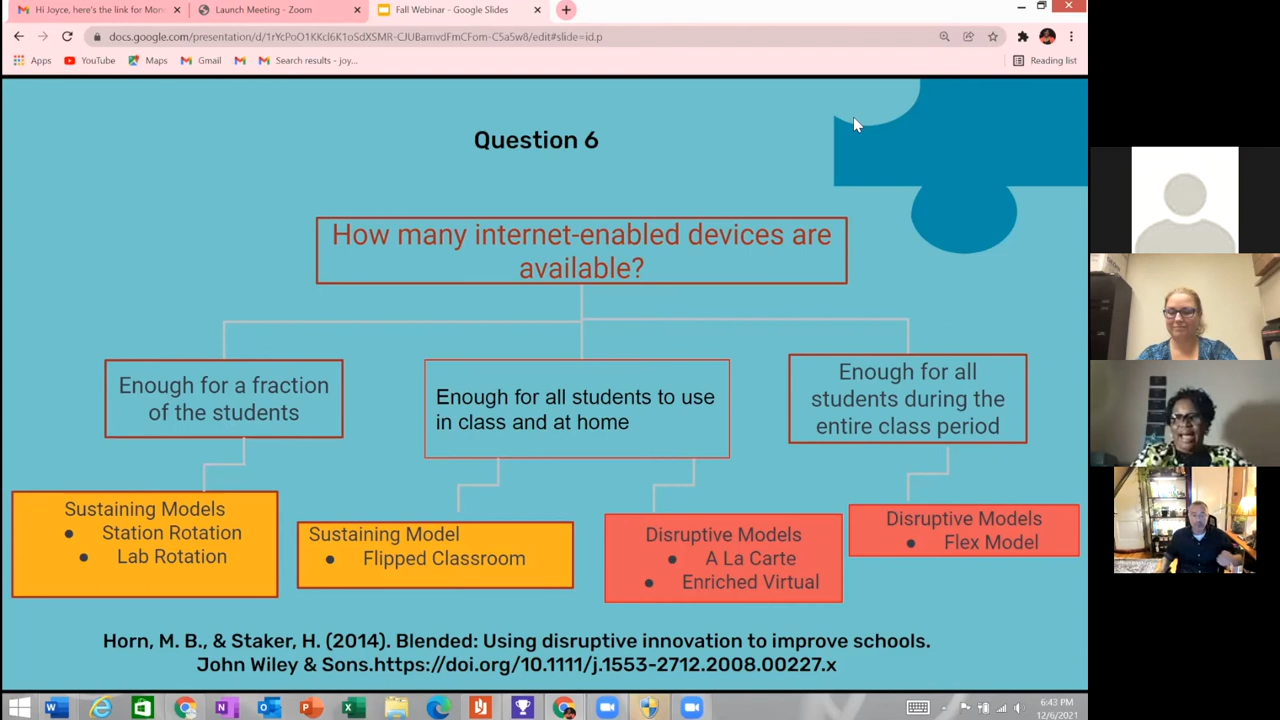 Hi Joyce, here's the link for Mon
Launch Meeting - Zoom
Fall Webinar - Google Slides
docs.google.com/presentation/d/1rYcPoO1KKcl6K1oSdXSMR-CJUBamvdFmCFom-C5a5w8/edit#slide=id.p
Apps
YouTube
Maps
Gmail
Search results - joy...
Reading list
Question 6
How many internet-enabled devices are
available?
Enough for a fraction
of the students
Enough for all students to use
in class and at home
Enough for all
students during the
entire class period
Sustaining Models
● Station Rotation
● Lab Rotation
Sustaining Model
● Flipped Classroom
Disruptive Models
● A La Carte
● Enriched Virtual
Disruptive Models
● Flex Model
Horn, M. B., & Staker, H. (2014). Blended: Using disruptive innovation to improve schools.
John Wiley & Sons.https://doi.org/10.1111/j.1553-2712.2008.00227.x
6:43 PM
12/6/2021